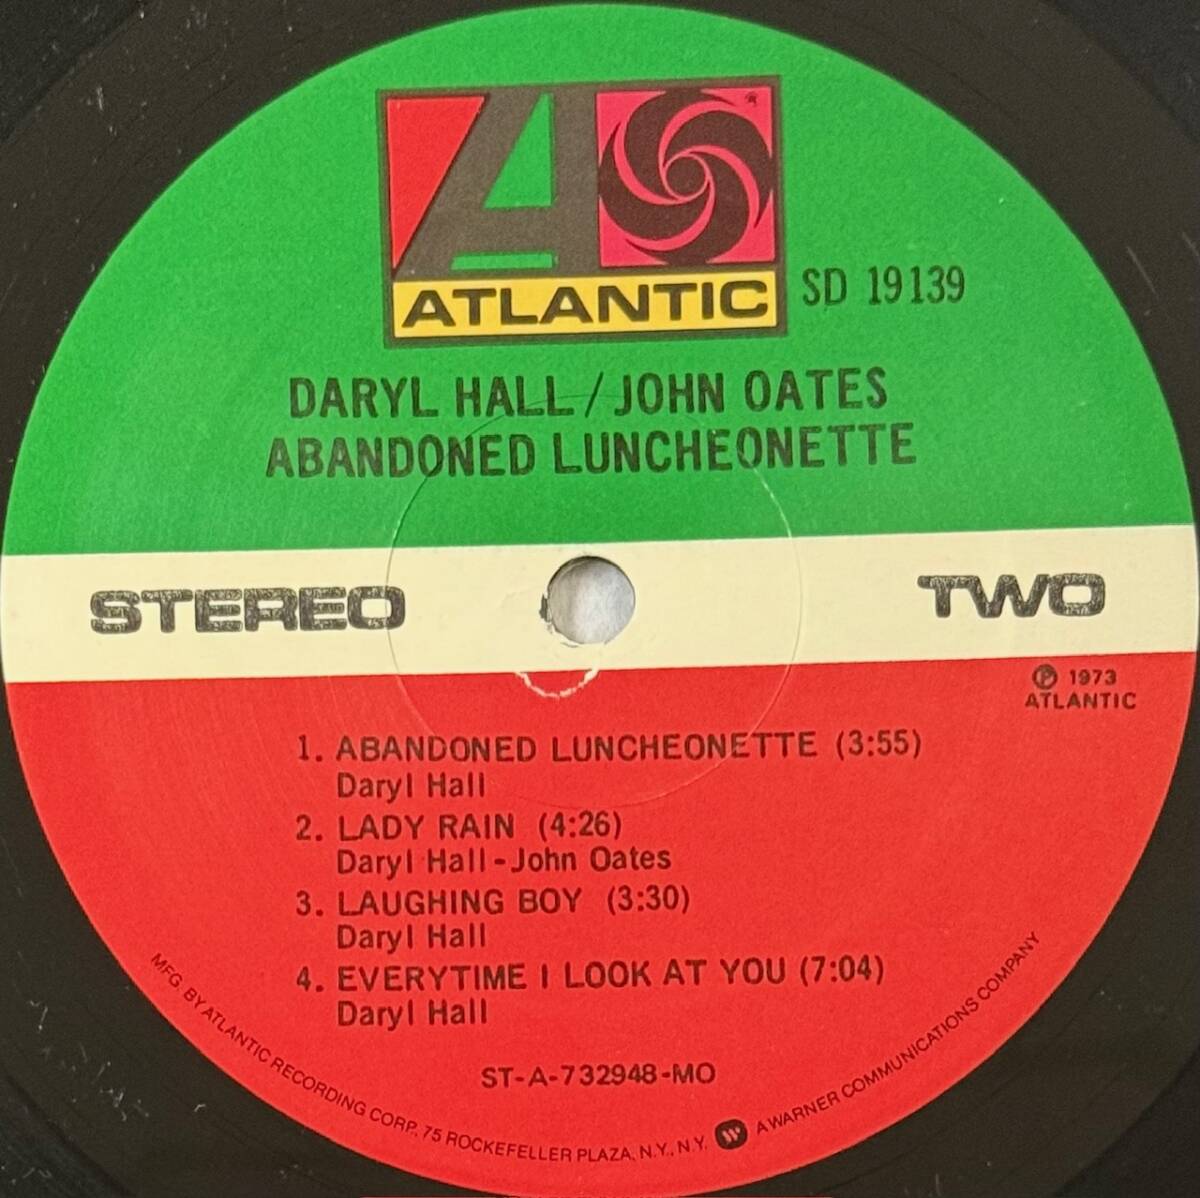 ATLANTIC
SD 19139
DARYL HALL / JOHN OATES
ABANDONED LUNCHEONETTE
STEREO
TWO
℗ 1973
ATLANTIC
1. ABANDONED LUNCHEONETTE (3:55)
Daryl Hall
2. LADY RAIN (4:26)
Daryl Hall - John Oates
3. LAUGHING BOY (3:30)
Daryl Hall
4. EVERYTIME I LOOK AT YOU (7:04)
Daryl Hall
ST-A-732948-MO
MFG. BY ATLANTIC RECORDING CORP., 75 ROCKEFELLER PLAZA, N.Y., N.Y. A WARNER COMMUNICATIONS COMPANY